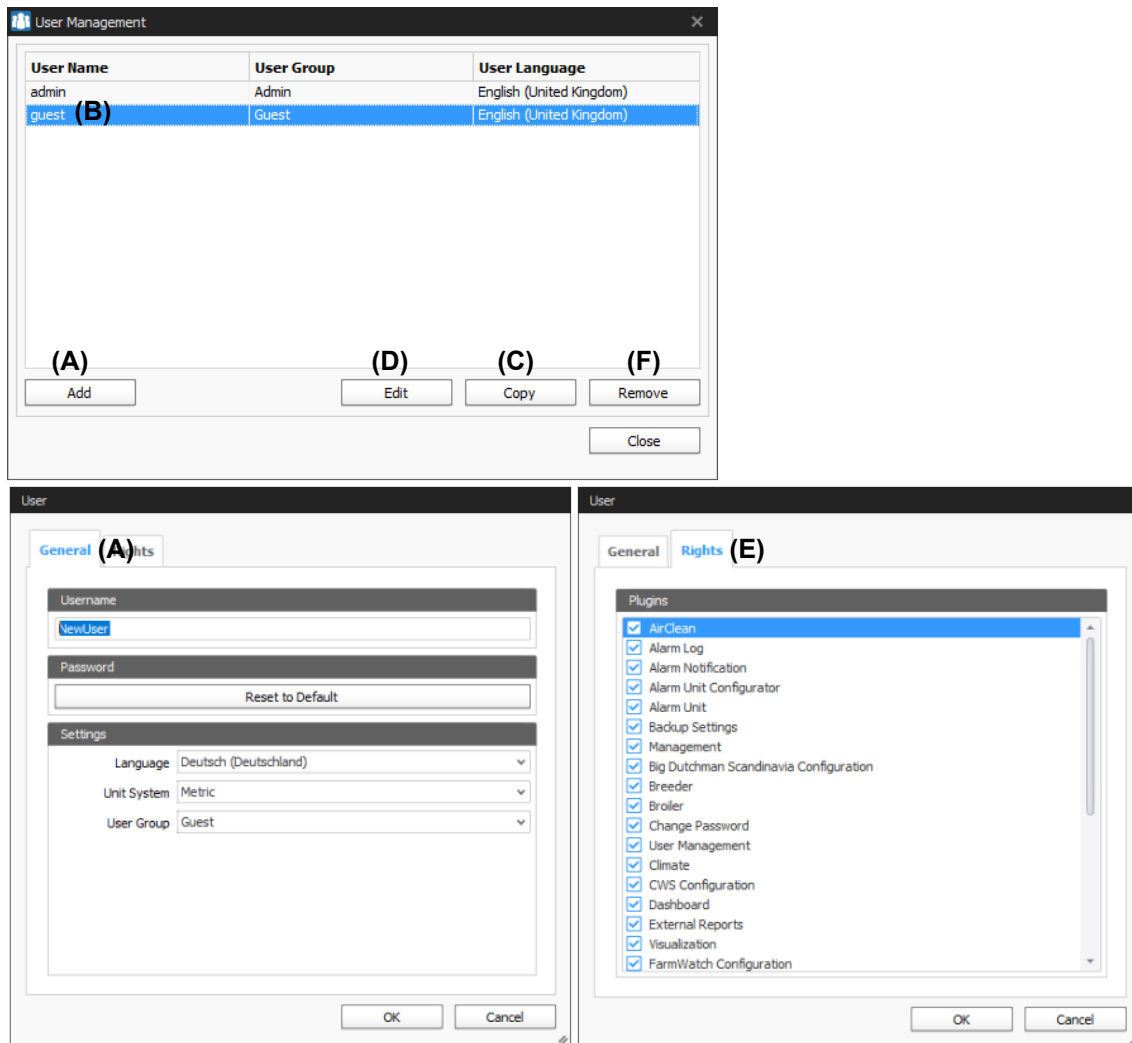 User Management
User Name User Group User Language
admin Admin English (United Kingdom)
guest (B) Guest English (United Kingdom)
(A) (D) (C) (F)
Add Edit Copy Remove
Close
User
General (A) Rights
Username
NewUser
Password
Reset to Default
Settings
Language Deutsch (Deutschland)
Unit System Metric
User Group Guest
OK Cancel
User
General Rights (E)
Plugins
AirClean
Alarm Log
Alarm Notification
Alarm Unit Configurator
Alarm Unit
Backup Settings
Management
Big Dutchman Scandinavia Configuration
Breeder
Broiler
Change Password
User Management
Climate
CWS Configuration
Dashboard
External Reports
Visualization
FarmWatch Configuration
OK Cancel